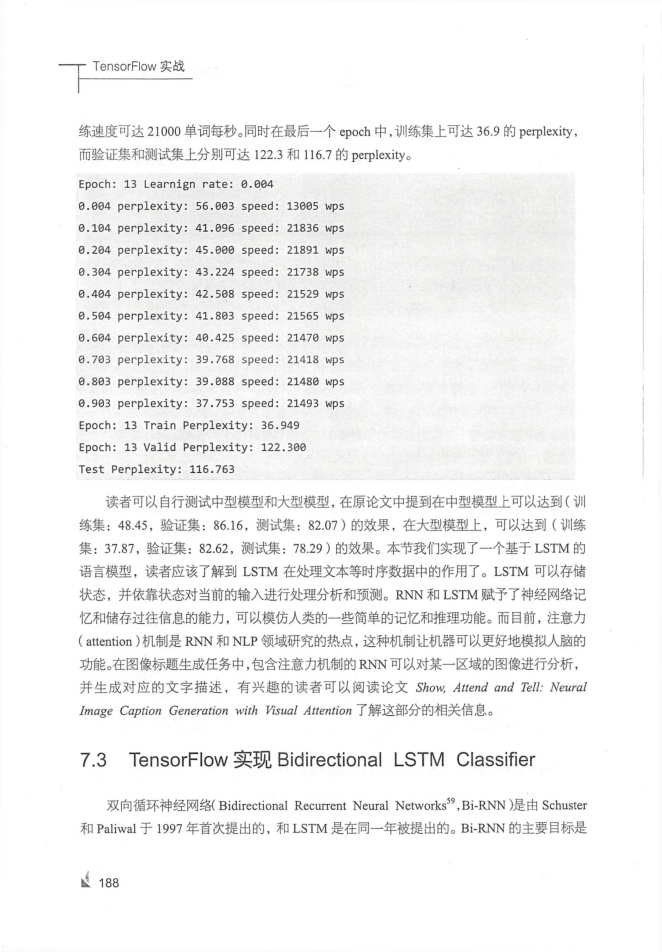 TensorFlow 实战
练速度可达 21000 单词每秒。同时在最后一个 epoch 中，训练集上可达 36.9 的 perplexity，
而验证集和测试集上分别可达 122.3 和 116.7 的 perplexity。
Epoch: 13 Learnign rate: 0.004
0.004 perplexity: 56.003 speed: 13005 wps
0.104 perplexity: 41.096 speed: 21836 wps
0.204 perplexity: 45.000 speed: 21891 wps
0.304 perplexity: 43.224 speed: 21738 wps
0.404 perplexity: 42.508 speed: 21529 wps
0.504 perplexity: 41.803 speed: 21565 wps
0.604 perplexity: 40.425 speed: 21470 wps
0.703 perplexity: 39.768 speed: 21418 wps
0.803 perplexity: 39.088 speed: 21480 wps
0.903 perplexity: 37.753 speed: 21493 wps
Epoch: 13 Train Perplexity: 36.949
Epoch: 13 Valid Perplexity: 122.300
Test Perplexity: 116.763
读者可以自行测试中型模型和大型模型，在原论文中提到在中型模型上可以达到（训
练集：48.45，验证集：86.16，测试集：82.07）的效果，在大型模型上，可以达到（训练
集：37.87，验证集：82.62，测试集：78.29）的效果。本节我们实现了一个基于 LSTM 的
语言模型，读者应该了解到 LSTM 在处理文本等时序数据中的作用了。LSTM 可以存储
状态，并依靠状态对当前的输入进行处理分析和预测。RNN 和 LSTM 赋予了神经网络记
忆和储存过往信息的能力，可以模仿人类的一些简单的记忆和推理功能。而目前，注意力
（attention）机制是 RNN 和 NLP 领域研究的热点，这种机制让机器可以更好地模拟人脑的
功能。在图像标题生成任务中，包含注意力机制的 RNN 可以对某一区域的图像进行分析，
并生成对应的文字描述，有兴趣的读者可以阅读论文 Show, Attend and Tell: Neural
Image Caption Generation with Visual Attention 了解这部分的相关信息。
7.3 TensorFlow 实现 Bidirectional LSTM Classifier
双向循环神经网络（Bidirectional Recurrent Neural Networks⁵⁹，Bi-RNN）是由 Schuster
和 Paliwal 于 1997 年首次提出的，和 LSTM 是在同一年被提出的。Bi-RNN 的主要目标是
188